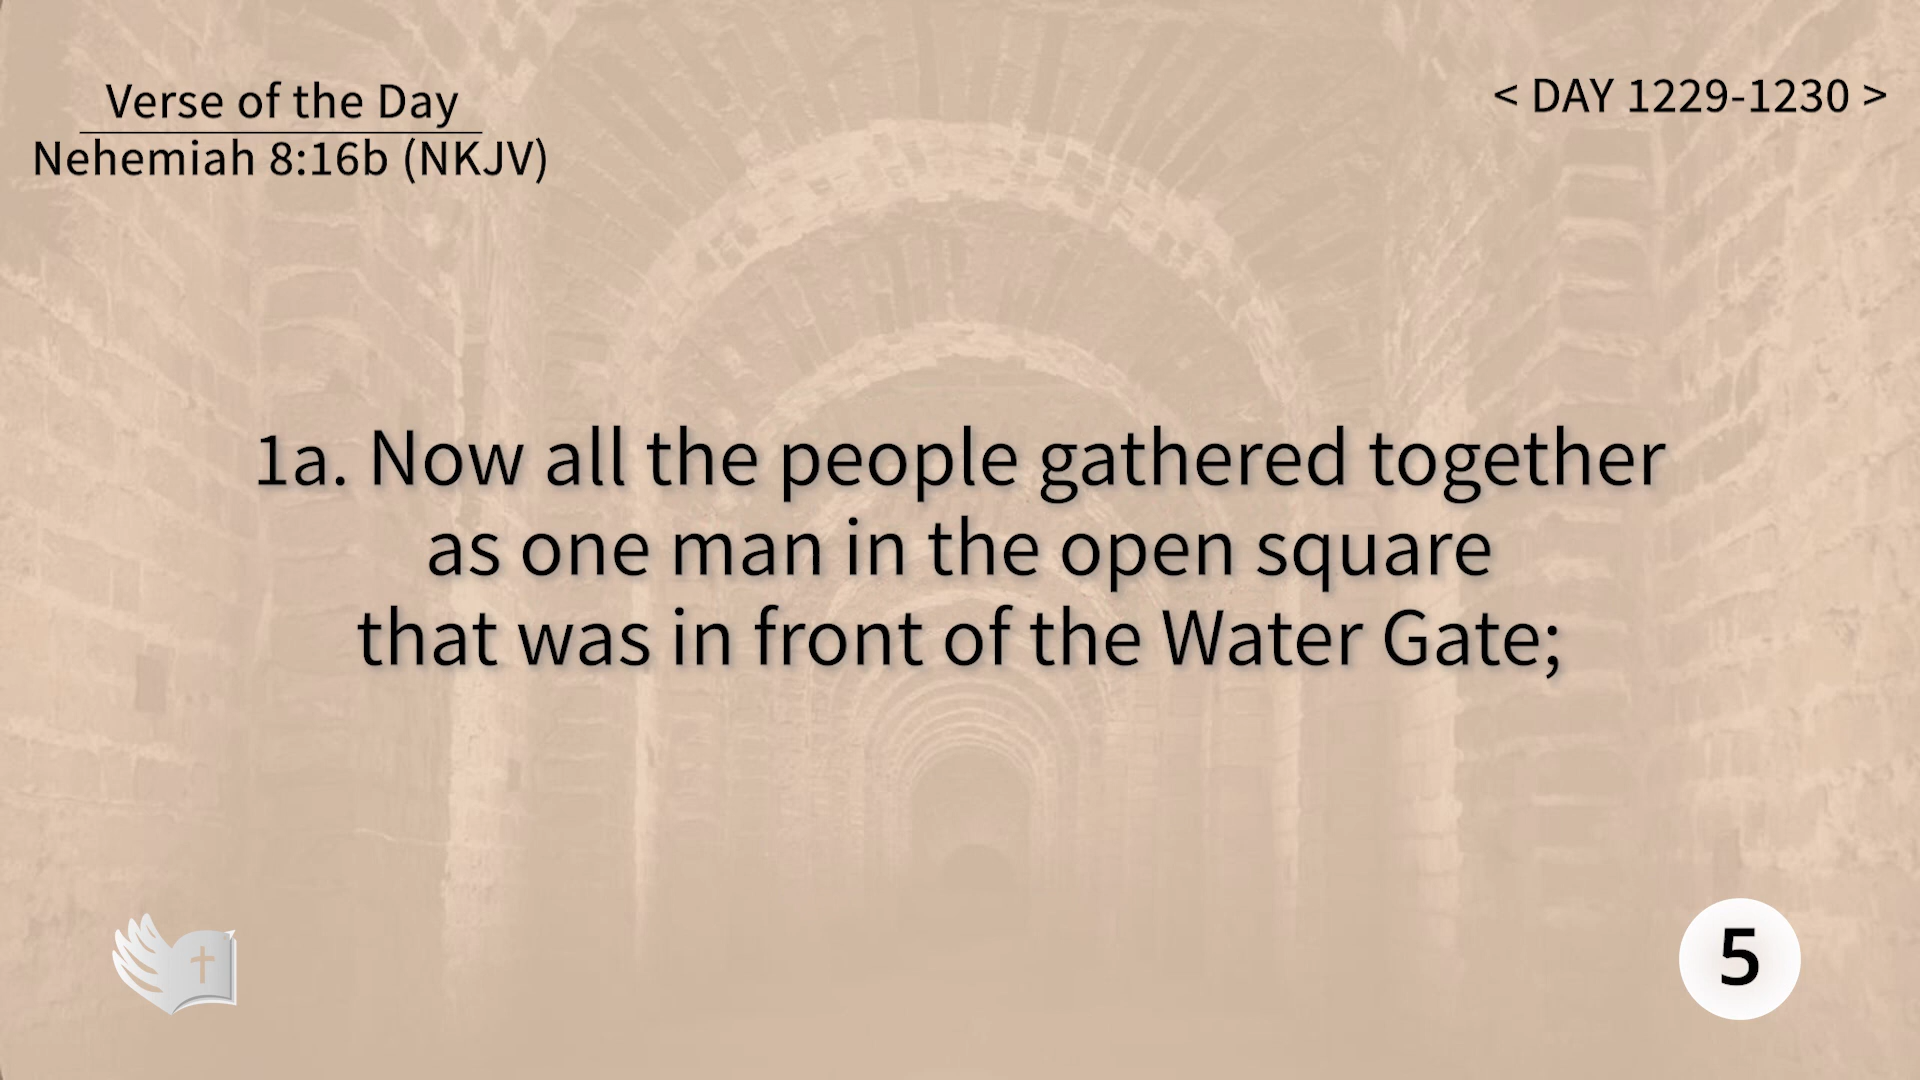 Verse of the Day
Nehemiah 8:16b (NKJV)
< DAY 1229-1230 >
1a. Now all the people gathered together
as one man in the open square
that was in front of the Water Gate;
5